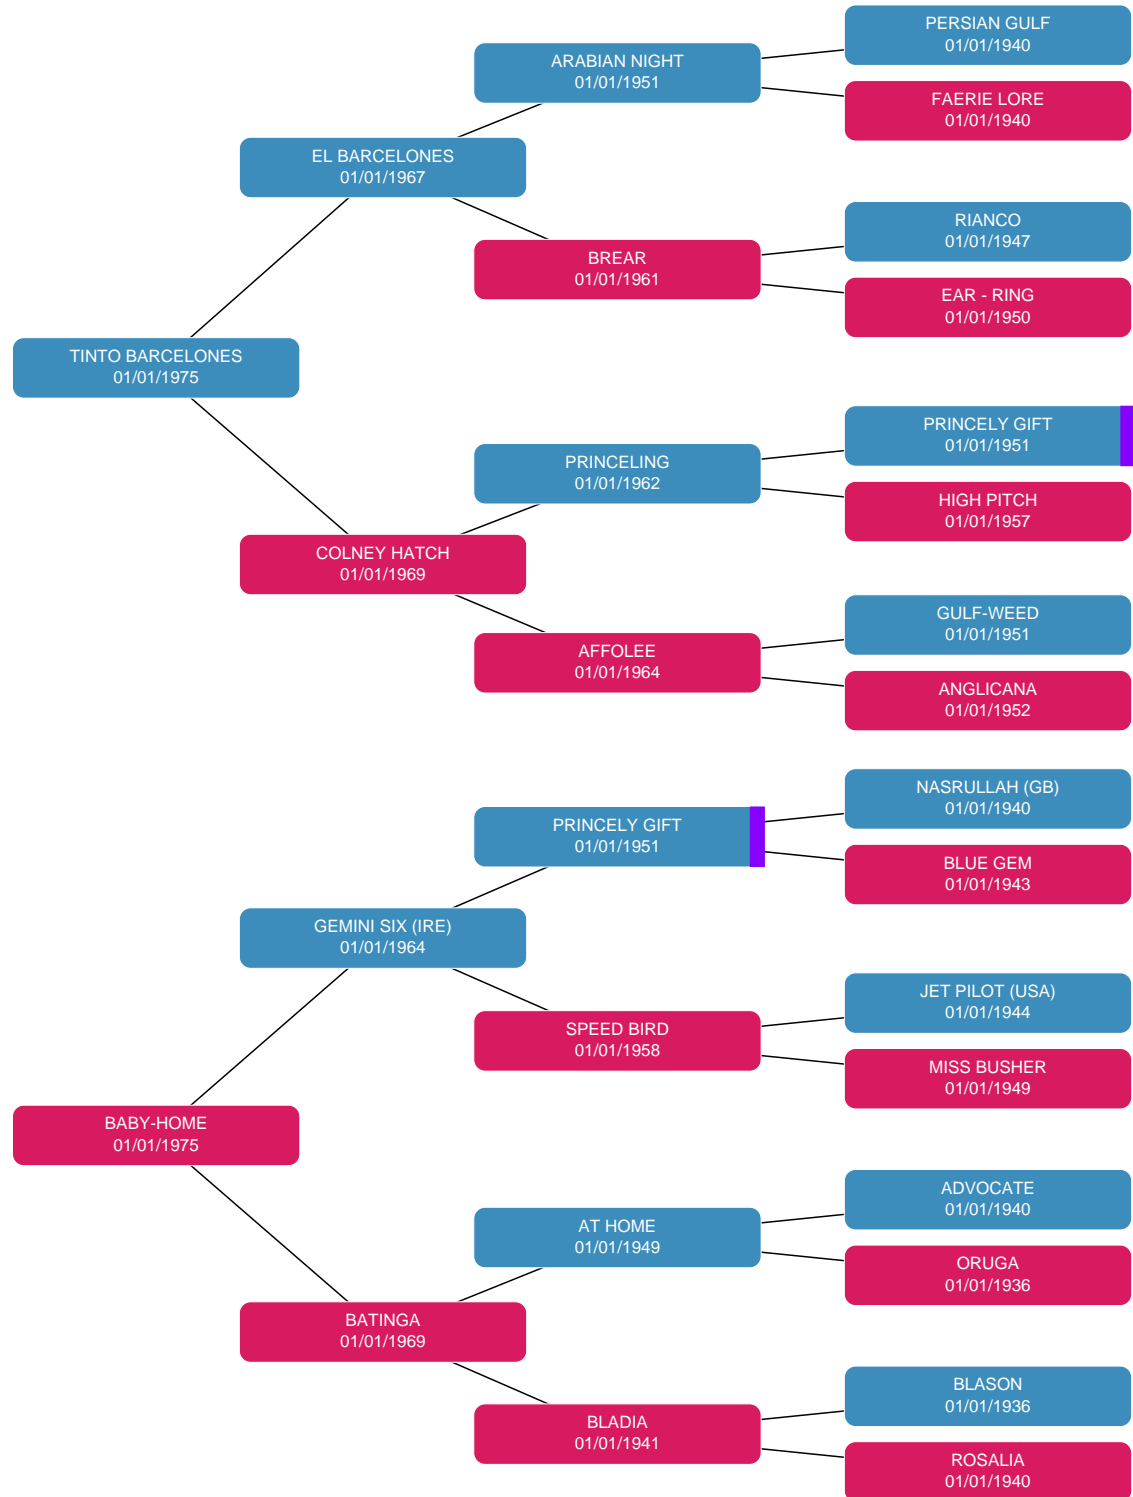 PERSIAN GULF
01/01/1940
ARABIAN NIGHT
01/01/1951
FAERIE LORE
01/01/1940
EL BARCELONES
01/01/1967
RIANCO
01/01/1947
BREAR
01/01/1961
EAR - RING
01/01/1950
TINTO BARCELONES
01/01/1975
PRINCELY GIFT
01/01/1951
PRINCELING
01/01/1962
HIGH PITCH
01/01/1957
COLNEY HATCH
01/01/1969
GULF-WEED
01/01/1951
AFFOLEE
01/01/1964
ANGLICANA
01/01/1952
NASRULLAH (GB)
01/01/1940
PRINCELY GIFT
01/01/1951
BLUE GEM
01/01/1943
GEMINI SIX (IRE)
01/01/1964
JET PILOT (USA)
01/01/1944
SPEED BIRD
01/01/1958
MISS BUSHER
01/01/1949
BABY-HOME
01/01/1975
ADVOCATE
01/01/1940
AT HOME
01/01/1949
ORUGA
01/01/1936
BATINGA
01/01/1969
BLASON
01/01/1936
BLADIA
01/01/1941
ROSALIA
01/01/1940